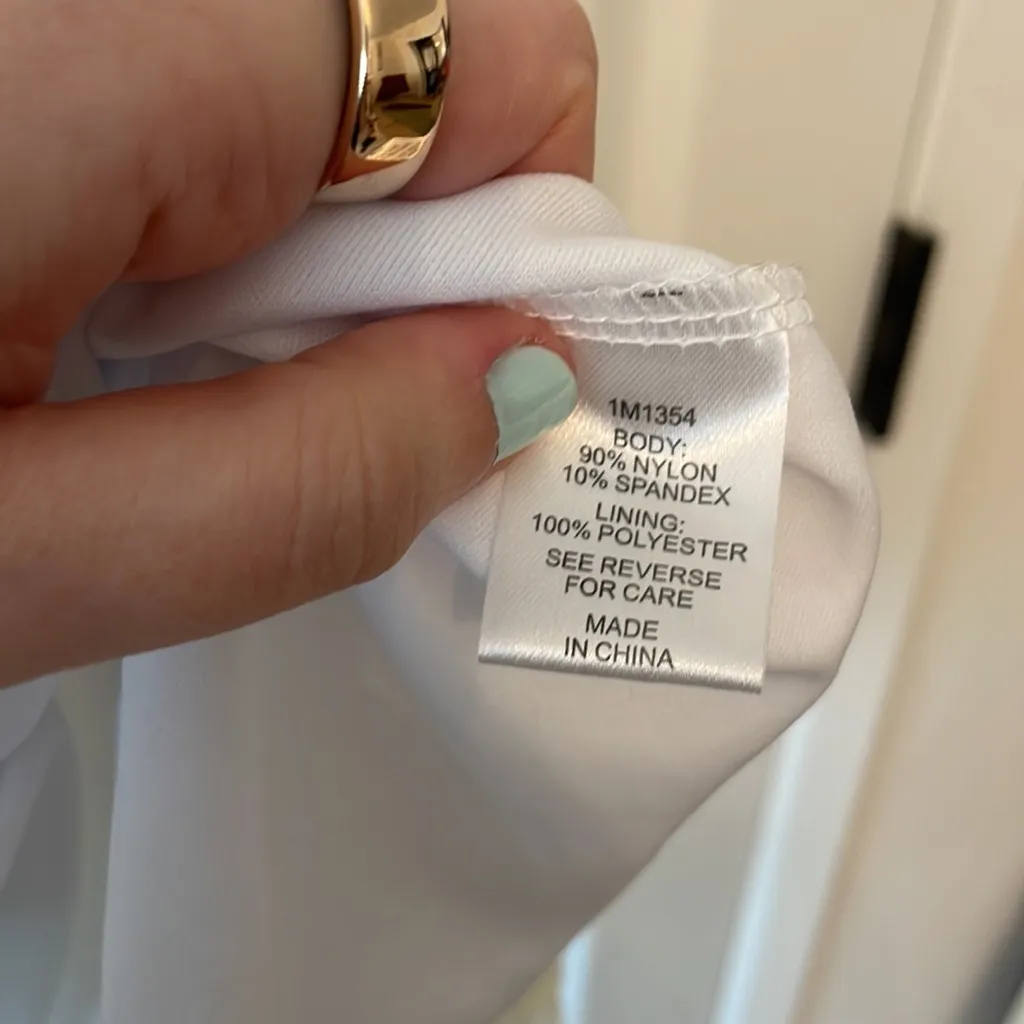 1M1354
BODY:
90% NYLON
10% SPANDEX
LINING:
100% POLYESTER
SEE REVERSE
FOR CARE
MADE
IN CHINA